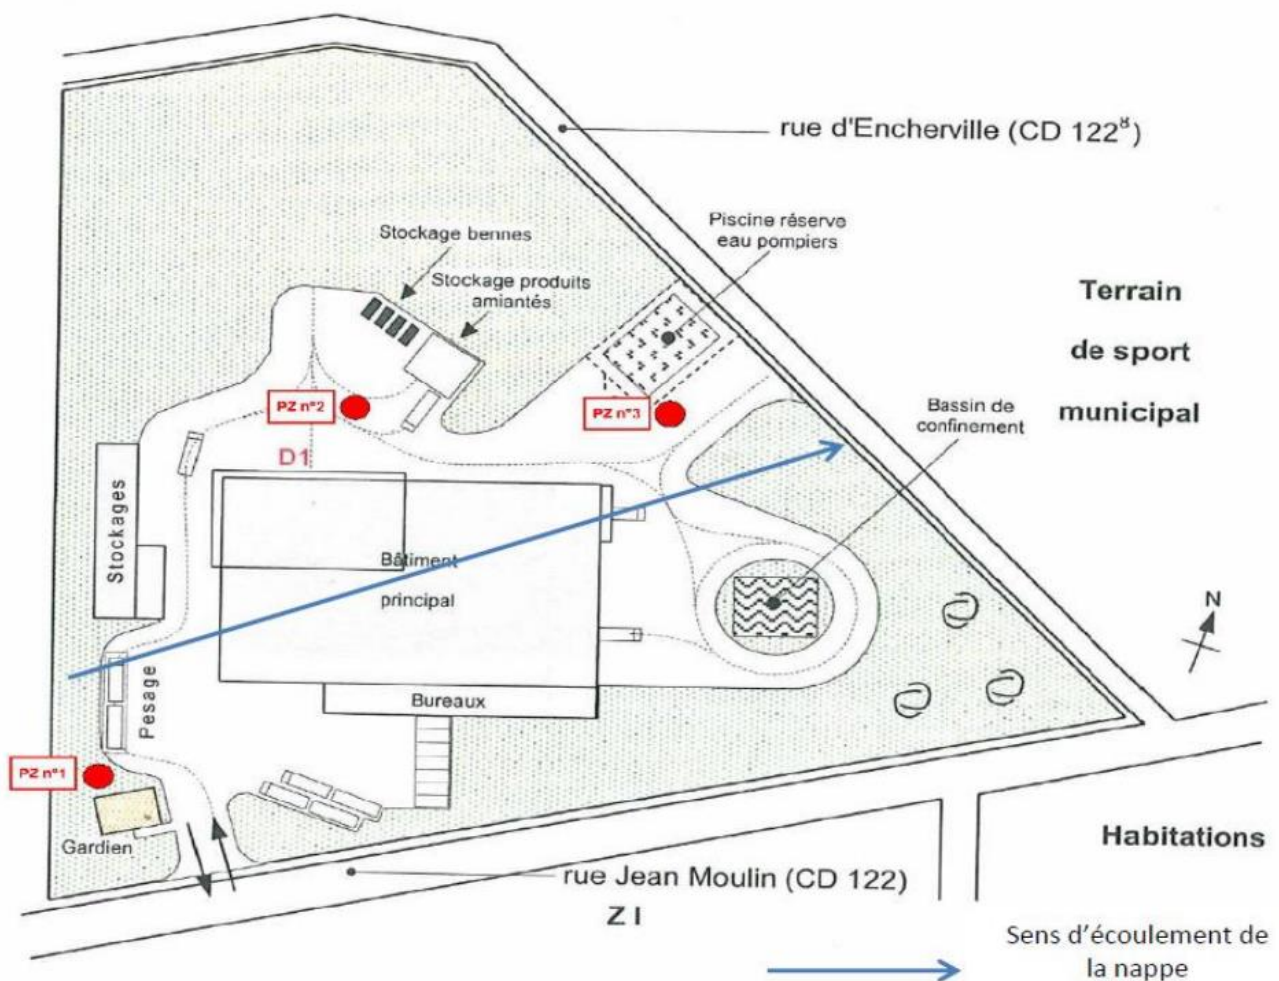 rue d'Encherville (CD 122⁸)
Piscine réserve
eau pompiers
Stockage bennes
Stockage produits
amiantés
Terrain
de sport
municipal
Bassin de
confinement
PZ n°2
PZ n°3
D1
Stockages
Bâtiment
principal
N
Pesage
Bureaux
PZ n°1
Gardien
Habitations
rue Jean Moulin (CD 122)
Z I
Sens d'écoulement de
la nappe